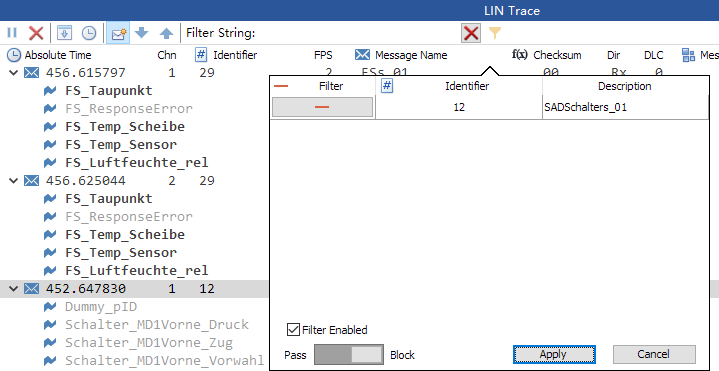 LIN Trace
Filter String:
Absolute Time Chn # Identifier FPS Message Name f(x) Checksum Dir DLC Mes
456.615797 1 29 2 FSs_01 00 Rx 0
FS_Taupunkt
FS_ResponseError
FS_Temp_Scheibe
FS_Temp_Sensor
FS_Luftfeuchte_rel
456.625044 2 29
FS_Taupunkt
FS_ResponseError
FS_Temp_Scheibe
FS_Temp_Sensor
FS_Luftfeuchte_rel
452.647830 1 12
Dummy_pID
Schalter_MD1Vorne_Druck
Schalter_MD1Vorne_Zug
Schalter_MD1Vorne_Vorwahl
Filter # Identifier Description
12 SADSchalters_01
Filter Enabled
Pass Block Apply Cancel